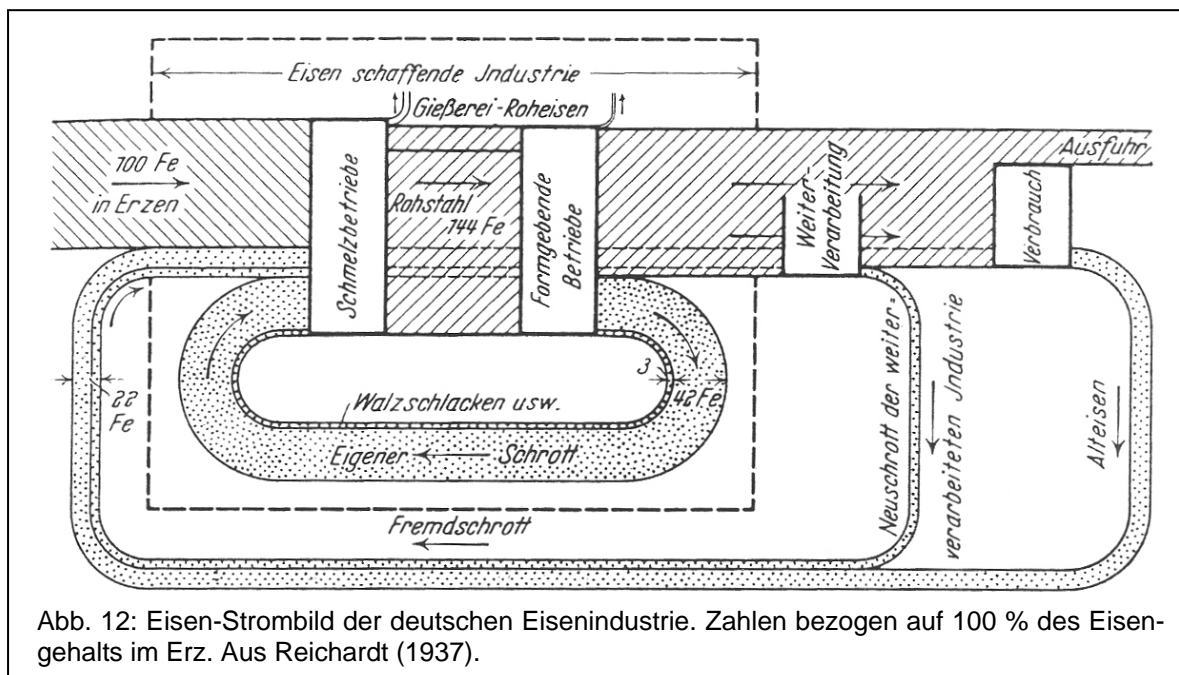 Eisen schaffende Industrie
Gießerei-Roheisen
100 Fe
in Erzen
Schmelzbetriebe
Rohstahl
144 Fe
Formgebende
Betriebe
Weiter-
Verarbeitung
Ausfuhr
Verbrauch
22
Fe
3
42 Fe
Walzschlacken usw.
Eigener
Schrott
Fremdschrott
Neuschrott der weiter-
verarbeiteten Industrie
Alteisen
Abb. 12: Eisen-Strombild der deutschen Eisenindustrie. Zahlen bezogen auf 100 % des Eisen-
gehalts im Erz. Aus Reichardt (1937).